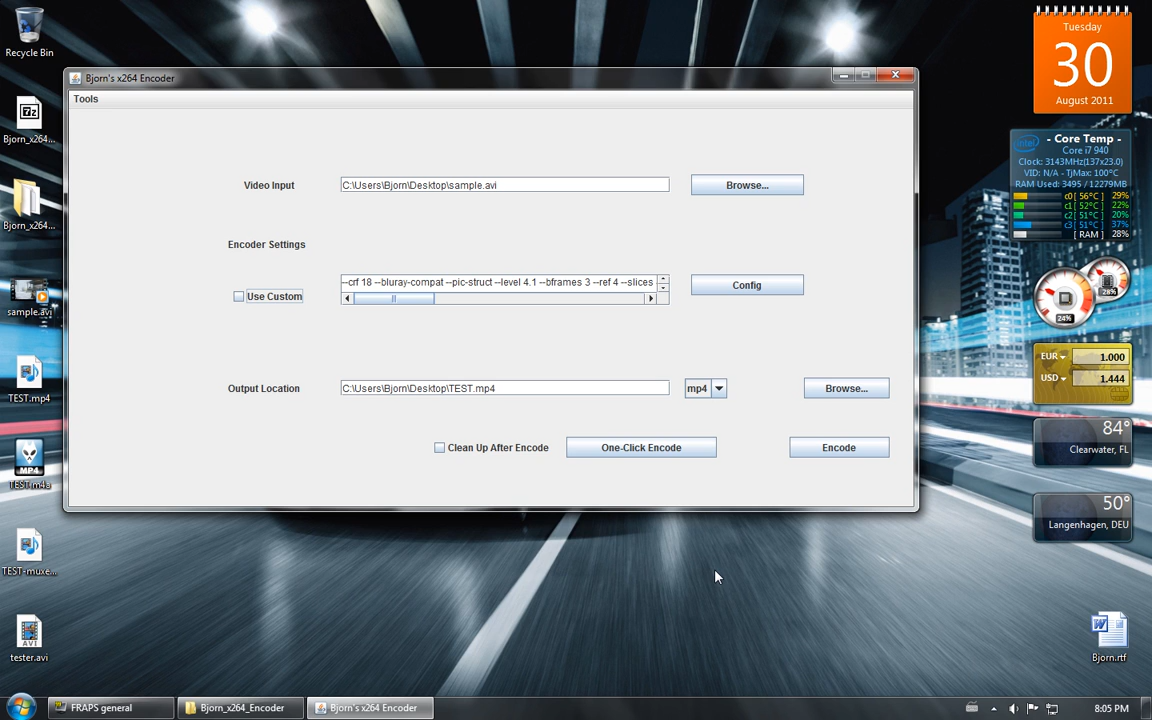 Recycle Bin
Bjorn_x264...
Bjorn_x264...
sample.avi
TEST.mp4
MP4
TEST.m4a
TEST-muxe...
AVI
tester.avi
Bjorn's x264 Encoder
Tools
Video Input
C:\Users\Bjorn\Desktop\sample.avi
Browse...
Encoder Settings
Use Custom
--crf 18 --bluray-compat --pic-struct --level 4.1 --bframes 3 --ref 4 --slices
Config
Output Location
C:\Users\Bjorn\Desktop\TEST.mp4
mp4
Browse...
Clean Up After Encode
One-Click Encode
Encode
Tuesday
30
August 2011
- Core Temp -
Core i7 940
Clock: 3143MHz(137x23.0)
VID: N/A - TjMax: 100°C
RAM Used: 3495 / 12279MB
c0[ 56°C ] 29%
c1[ 52°C ] 22%
c2[ 51°C ] 20%
c3[ 51°C ] 37%
[ RAM ] 28%
28%
24%
EUR 1.000
USD 1.444
84°
Clearwater, FL
50°
Langenhagen, DEU
Bjorn.rtf
FRAPS general
Bjorn_x264_Encoder
Bjorn's x264 Encoder
8:05 PM